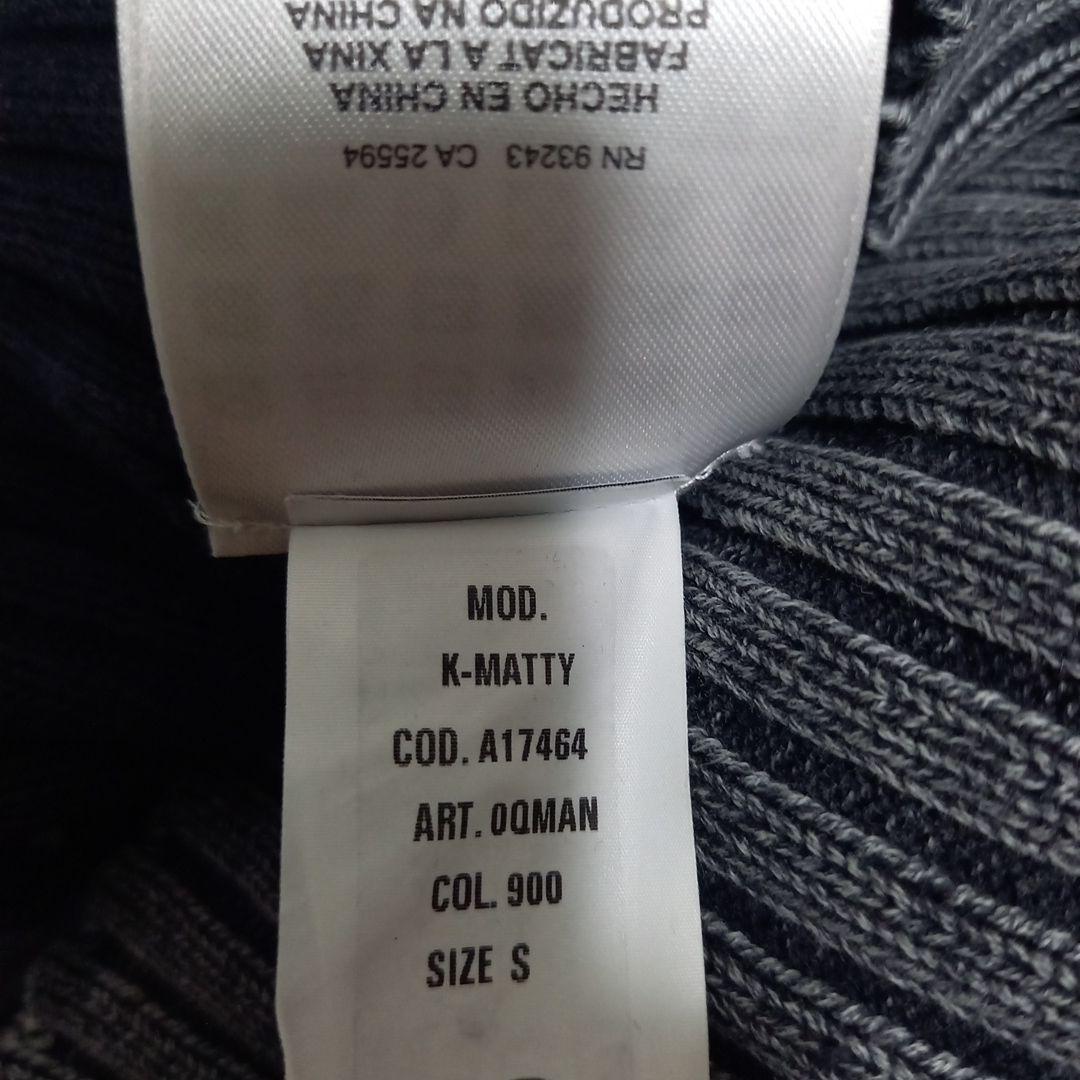 RN 93243 CA 25594
HECHO EN CHINA
FABRICAT A LA XINA
PRODUZIDO NA CHINA
MOD.
K-MATTY
COD. A17464
ART. 0QMAN
COL. 900
SIZE S